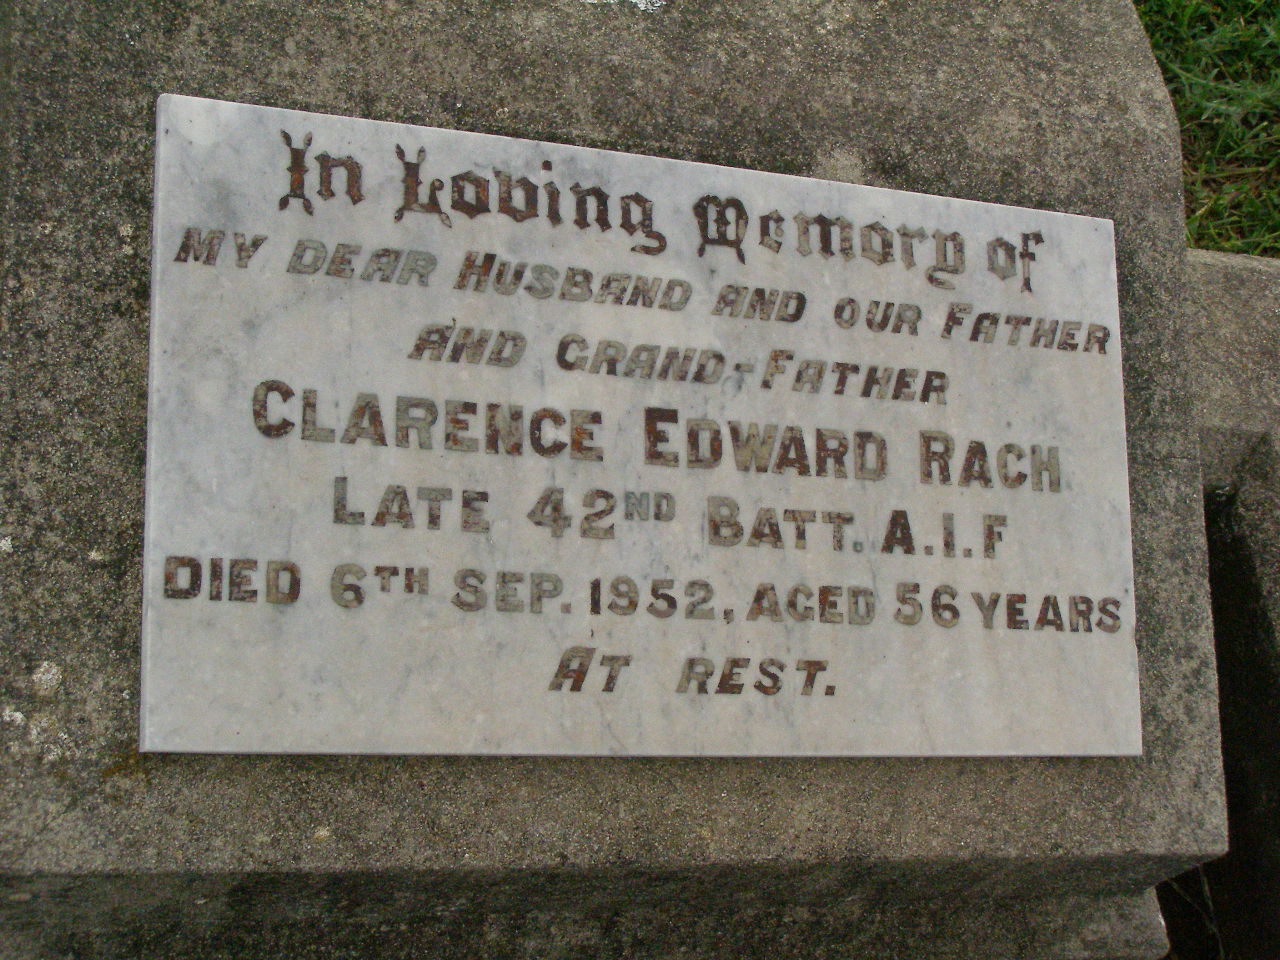 In Loving Memory of
MY DEAR HUSBAND AND OUR FATHER
AND GRAND-FATHER
CLARENCE EDWARD RACH
LATE 42ND BATT. A.I.F
DIED 6TH SEP. 1952, AGED 56 YEARS
AT REST.